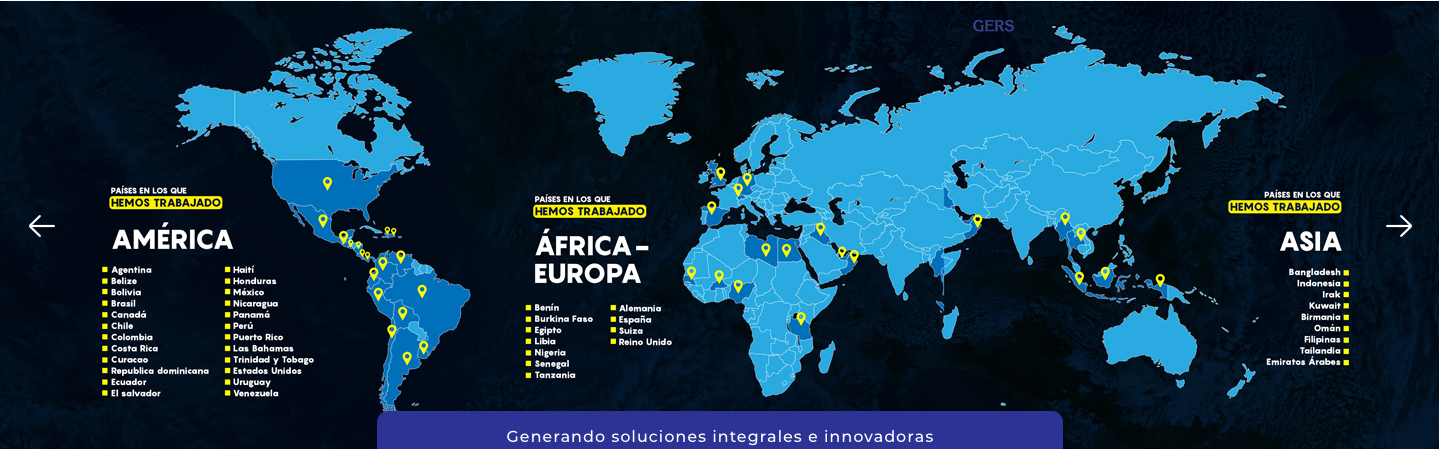 GERS
PAÍSES EN LOS QUE
HEMOS TRABAJADO
AMÉRICA
Agentina
Belize
Bolivia
Brasil
Canadá
Chile
Colombia
Costa Rica
Curacao
Republica dominicana
Ecuador
El salvador
Haití
Honduras
México
Nicaragua
Panamá
Perú
Puerto Rico
Las Bahamas
Trinidad y Tobago
Estados Unidos
Uruguay
Venezuela
PAÍSES EN LOS QUE
HEMOS TRABAJADO
ÁFRICA–
EUROPA
Benín
Burkina Faso
Egipto
Libia
Nigeria
Senegal
Tanzania
Alemania
España
Suiza
Reino Unido
PAÍSES EN LOS QUE
HEMOS TRABAJADO
ASIA
Bangladesh
Indonesia
Irak
Kuwait
Birmania
Omán
Filipinas
Tailandia
Emiratos Árabes
Generando soluciones integrales e innovadoras